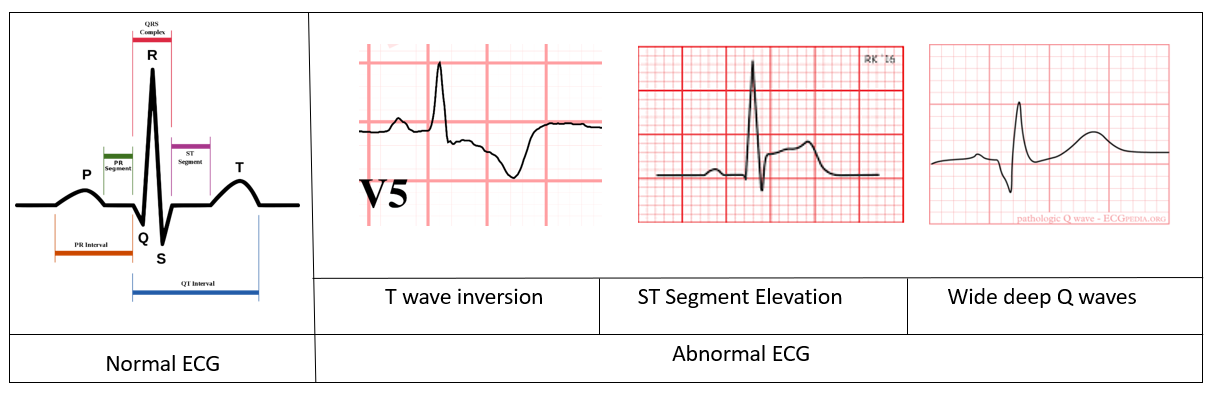 QRS
Complex
R
PR
Segment
ST
Segment
P
T
Q
S
PR Interval
QT Interval
Normal ECG
V5
RK '16
pathologic Q wave - ECGPEDIA.ORG
T wave inversion
ST Segment Elevation
Wide deep Q waves
Abnormal ECG